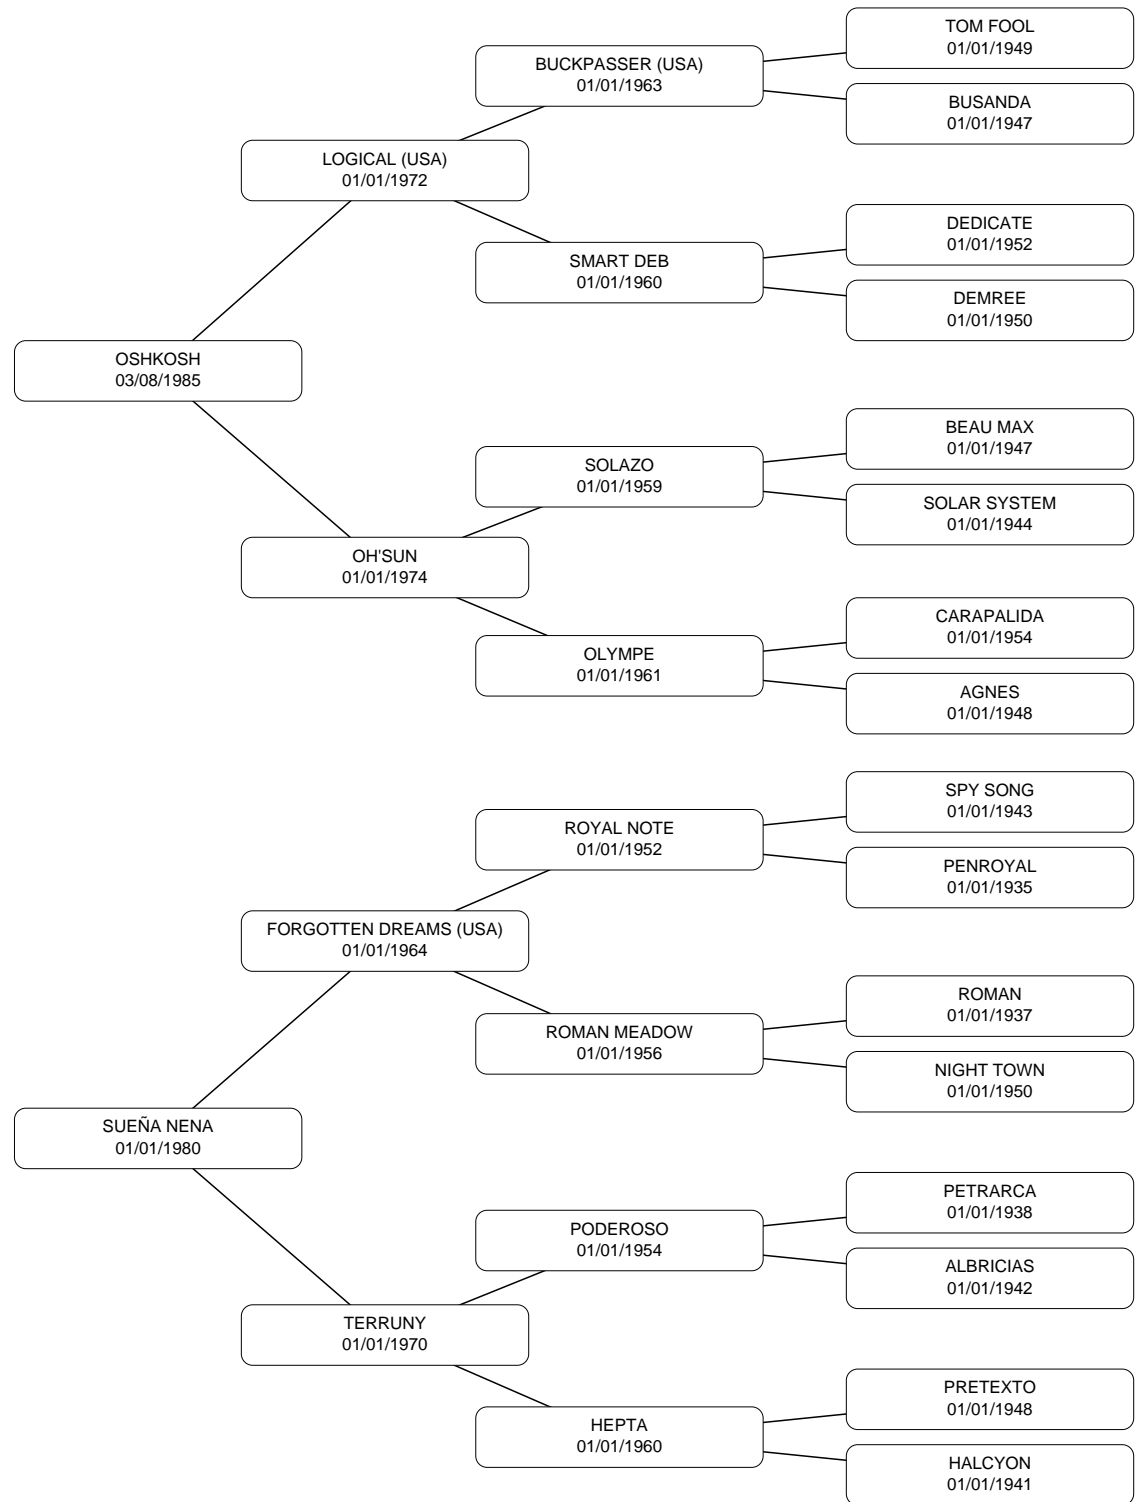 TOM FOOL
01/01/1949
BUCKPASSER (USA)
01/01/1963
BUSANDA
01/01/1947
LOGICAL (USA)
01/01/1972
DEDICATE
01/01/1952
SMART DEB
01/01/1960
DEMREE
01/01/1950
OSHKOSH
03/08/1985
BEAU MAX
01/01/1947
SOLAZO
01/01/1959
SOLAR SYSTEM
01/01/1944
OH'SUN
01/01/1974
CARAPALIDA
01/01/1954
OLYMPE
01/01/1961
AGNES
01/01/1948
SPY SONG
01/01/1943
ROYAL NOTE
01/01/1952
PENROYAL
01/01/1935
FORGOTTEN DREAMS (USA)
01/01/1964
ROMAN
01/01/1937
ROMAN MEADOW
01/01/1956
NIGHT TOWN
01/01/1950
SUEÑA NENA
01/01/1980
PETRARCA
01/01/1938
PODEROSO
01/01/1954
ALBRICIAS
01/01/1942
TERRUNY
01/01/1970
PRETEXTO
01/01/1948
HEPTA
01/01/1960
HALCYON
01/01/1941